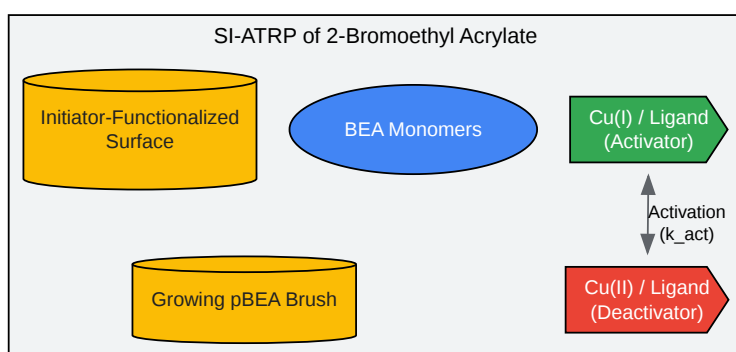 SI-ATRP of 2-Bromoethyl Acrylate
Initiator-Functionalized
Surface
BEA Monomers
Cu(I) / Ligand
(Activator)
Activation
(k_act)
Growing pBEA Brush
Cu(II) / Ligand
(Deactivator)